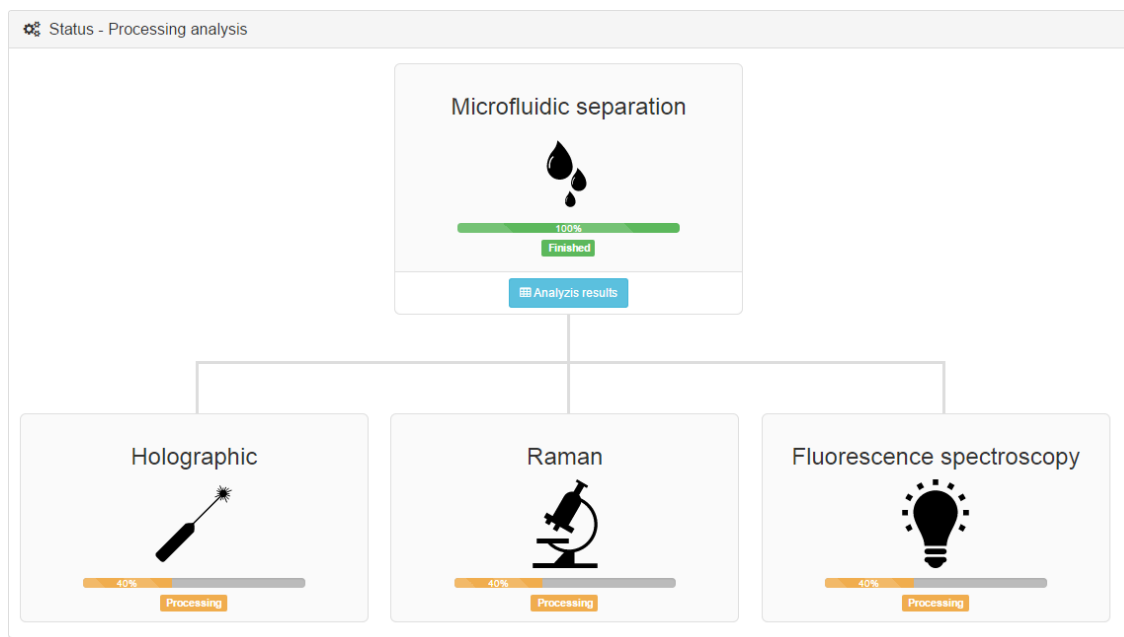 Status - Processing analysis
Microfluidic separation
100%
Finished
Analyzis results
Holographic
40%
Processing
Raman
40%
Processing
Fluorescence spectroscopy
40%
Processing